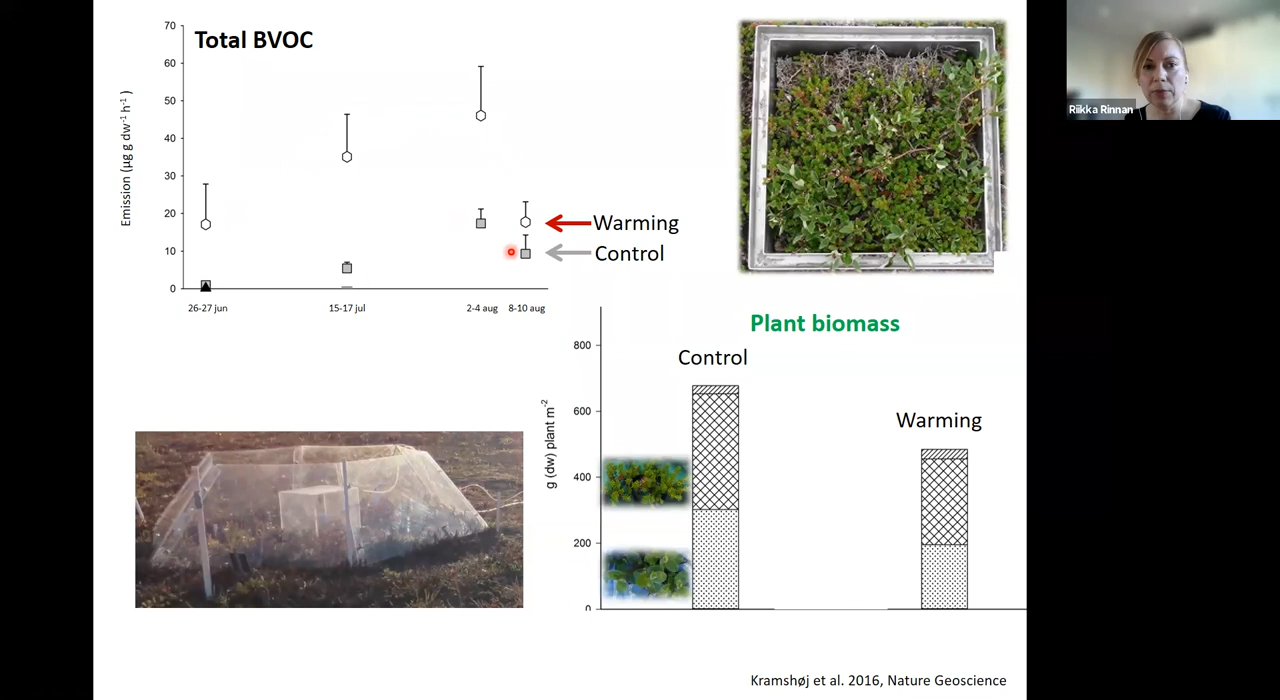 Total BVOC
70
60
50
40
30
20
10
0
Emission (µg g dw⁻¹ h⁻¹ )
26-27 jun
15-17 jul
2-4 aug
8-10 aug
Warming
Control
Riikka Rinnan
Plant biomass
Control
Warming
800
600
400
200
0
g (dw) plant m⁻²
Kramshøj et al. 2016, Nature Geoscience